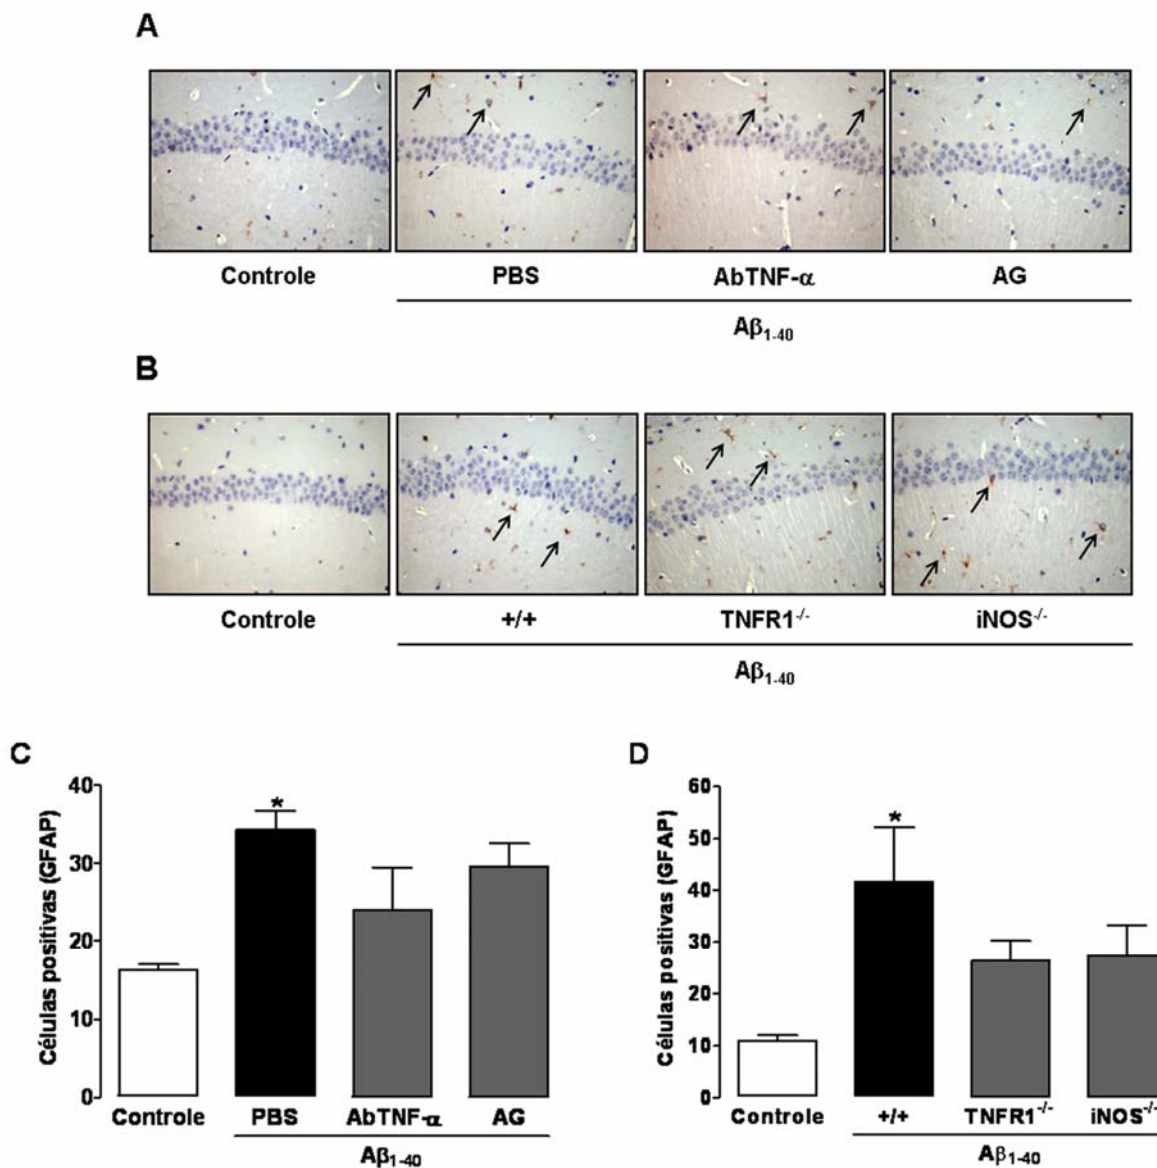 A
Controle
PBS
AbTNF-α
AG
Aβ1-40
B
Controle
+/+
TNFR1-/-
iNOS-/-
Aβ1-40
C
Células positivas (GFAP)
40
30
20
10
0
Controle
PBS
AbTNF-α
AG
Aβ1-40
D
Células positivas (GFAP)
60
50
40
30
20
10
0
*
*
Controle
+/+
TNFR1-/-
iNOS-/-
Aβ1-40